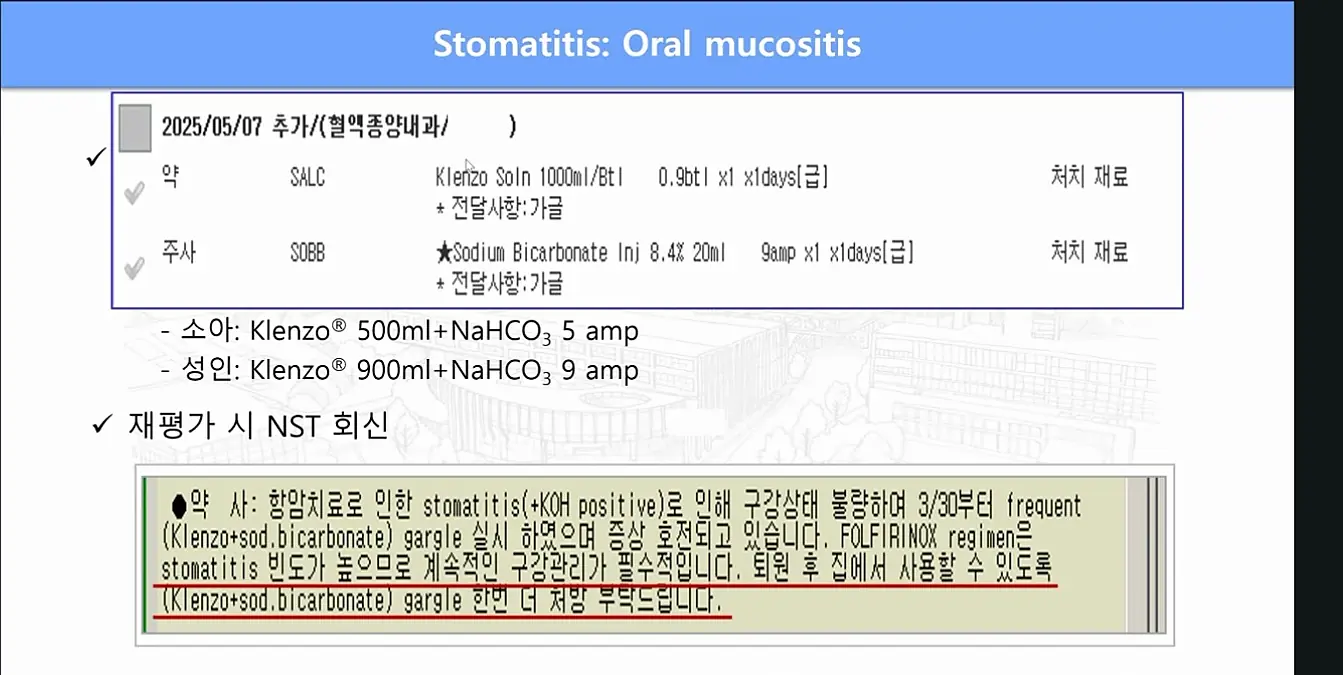 Stomatitis: Oral mucositis
2025/05/07 추가/(혈액종양내과/ )
✓
약 SALC Klenzo Soln 1000ml/Btl 0.9btl x1 x1days[급] 처치 재료
* 전달사항:가글
주사 SOBB ★Sodium Bicarbonate Inj 8.4% 20ml 9amp x1 x1days[급] 처치 재료
* 전달사항:가글
- 소아: Klenzo® 500ml+NaHCO₃ 5 amp
- 성인: Klenzo® 900ml+NaHCO₃ 9 amp
✓ 재평가 시 NST 회신
●약 사: 항암치료로 인한 stomatitis(+KOH positive)로 인해 구강상태 불량하며 3/30부터 frequent
(Klenzo+sod.bicarbonate) gargle 실시 하였으며 증상 호전되고 있습니다. FOLFIRINOX regimen은
stomatitis 빈도가 높으므로 계속적인 구강관리가 필수적입니다. 퇴원 후 집에서 사용할 수 있도록
(Klenzo+sod.bicarbonate) gargle 한번 더 처방 부탁드립니다.